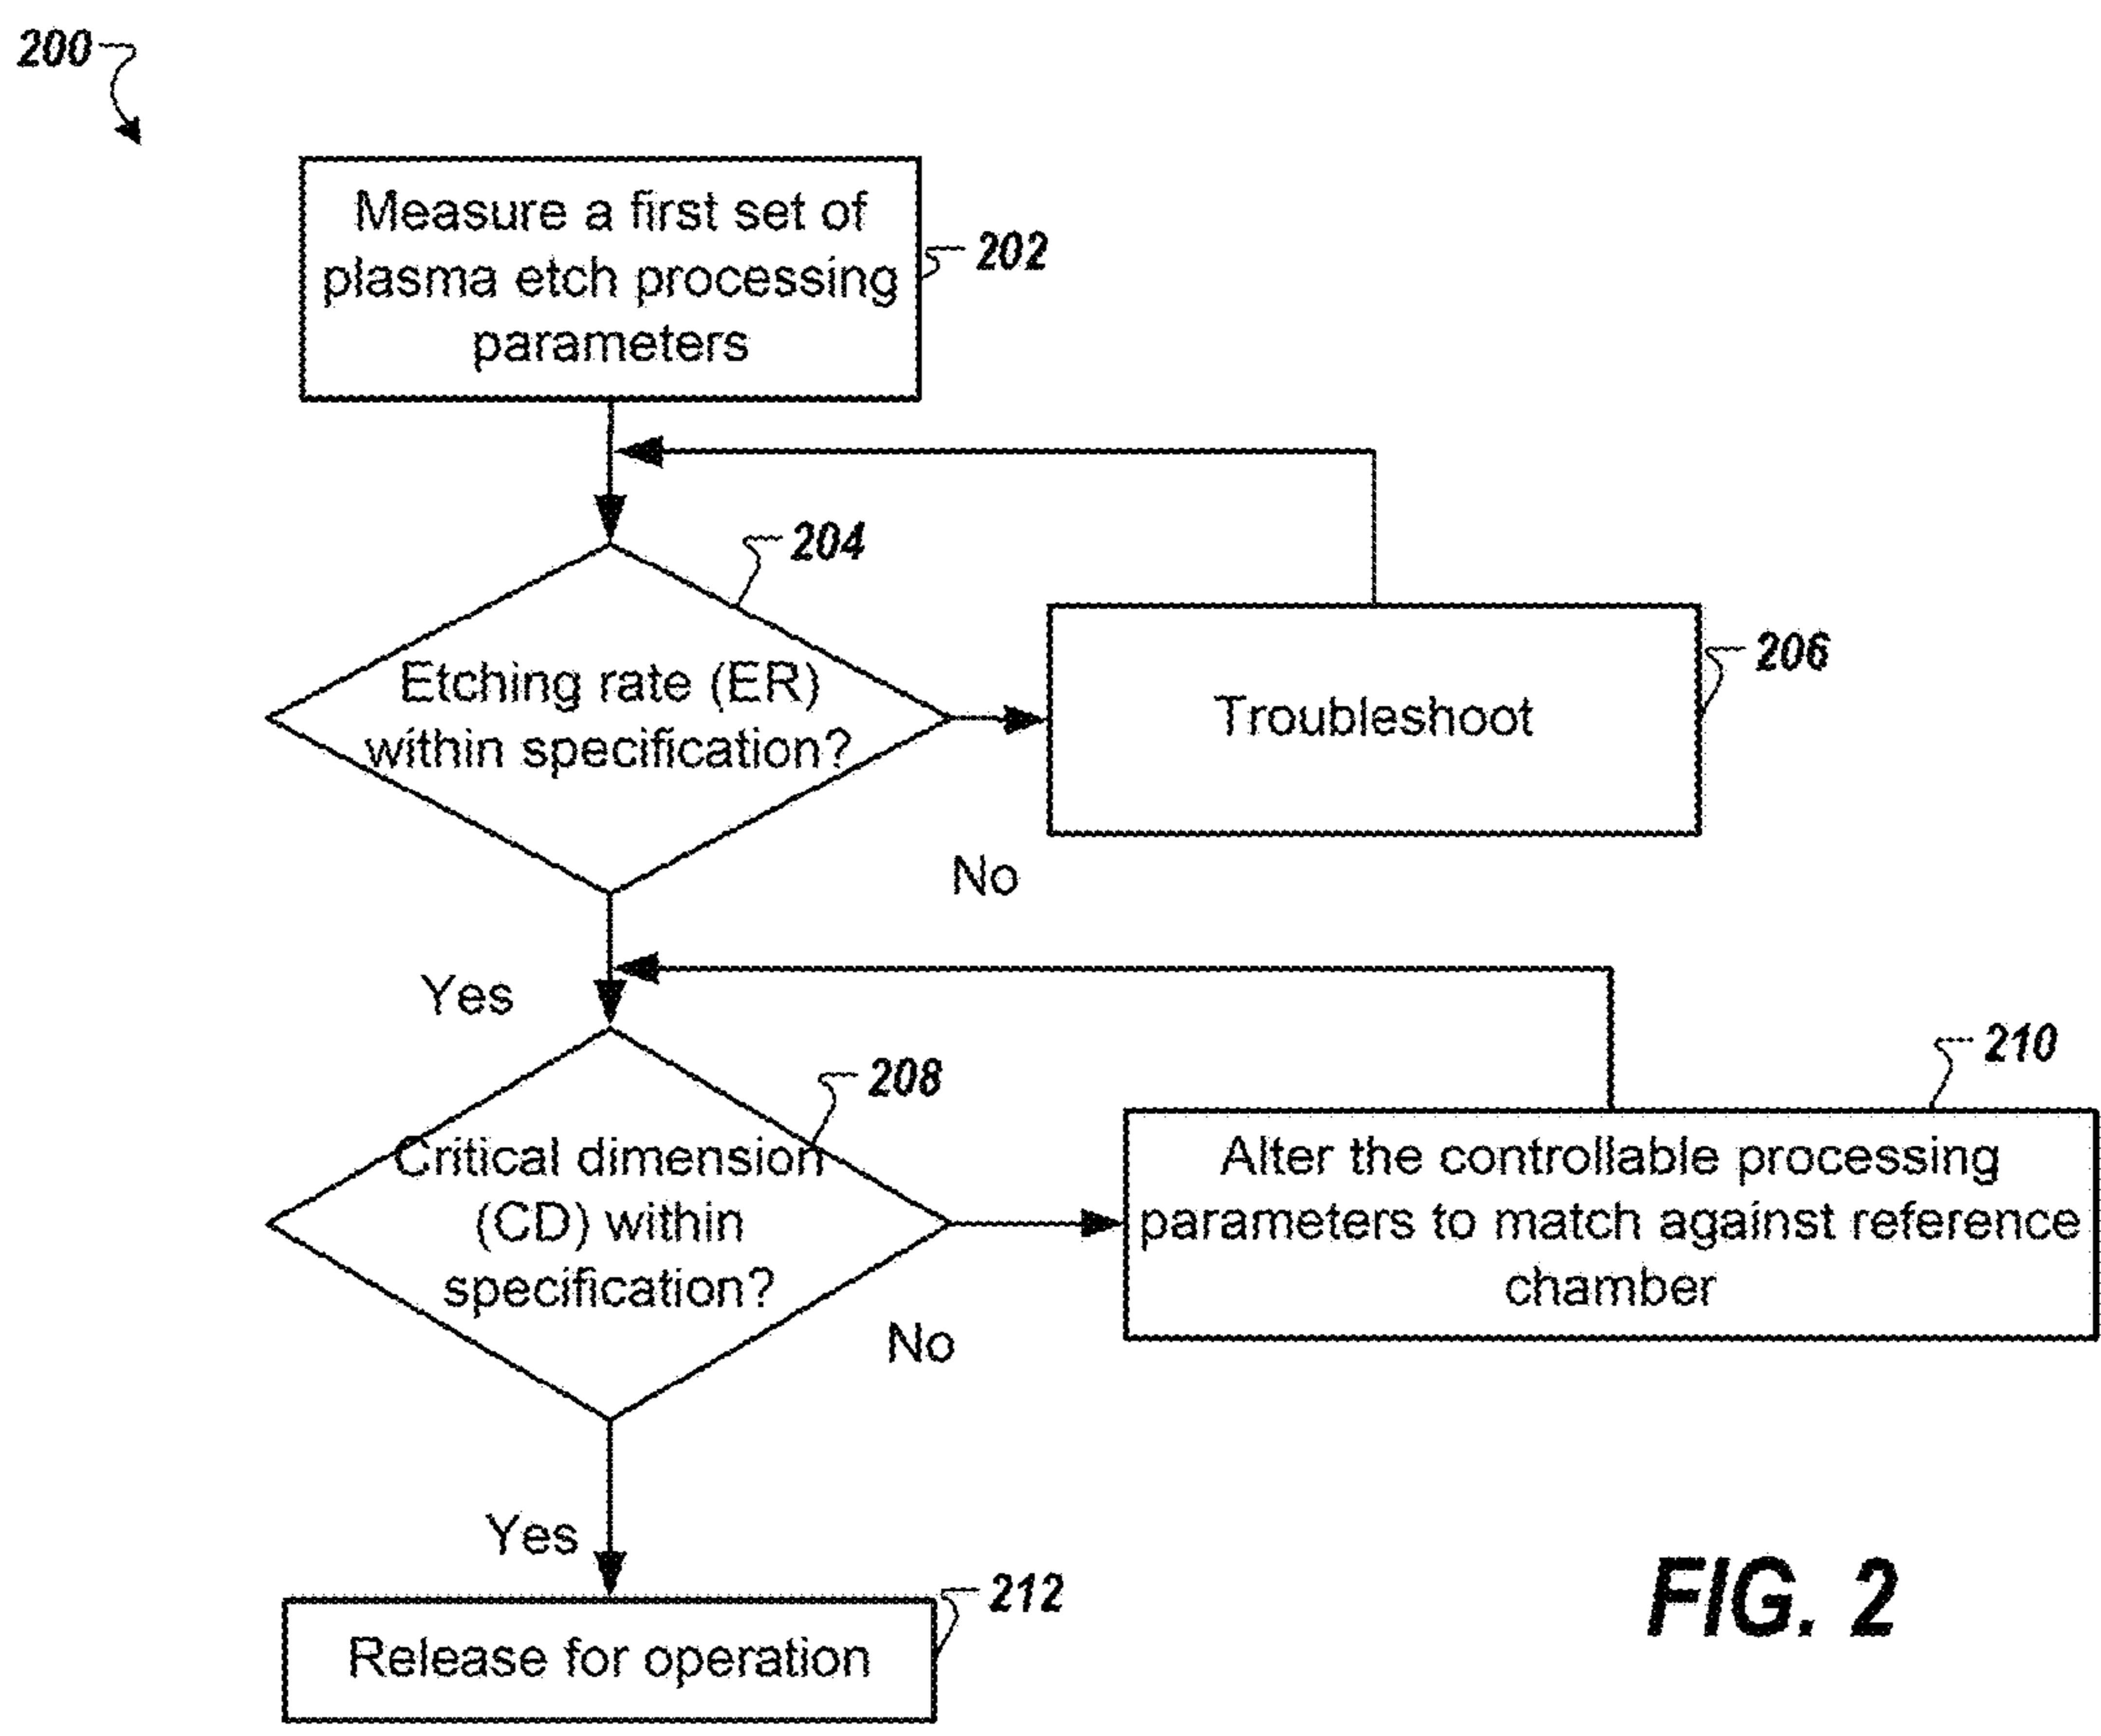 200
Measure a first set of
plasma etch processing
parameters
202
204
Etching rate (ER)
within specification?
Troubleshoot
206
No
Yes
208
Critical dimension
(CD) within
specification?
210
Alter the controllable processing
parameters to match against reference
chamber
No
Yes
212
Release for operation
FIG. 2